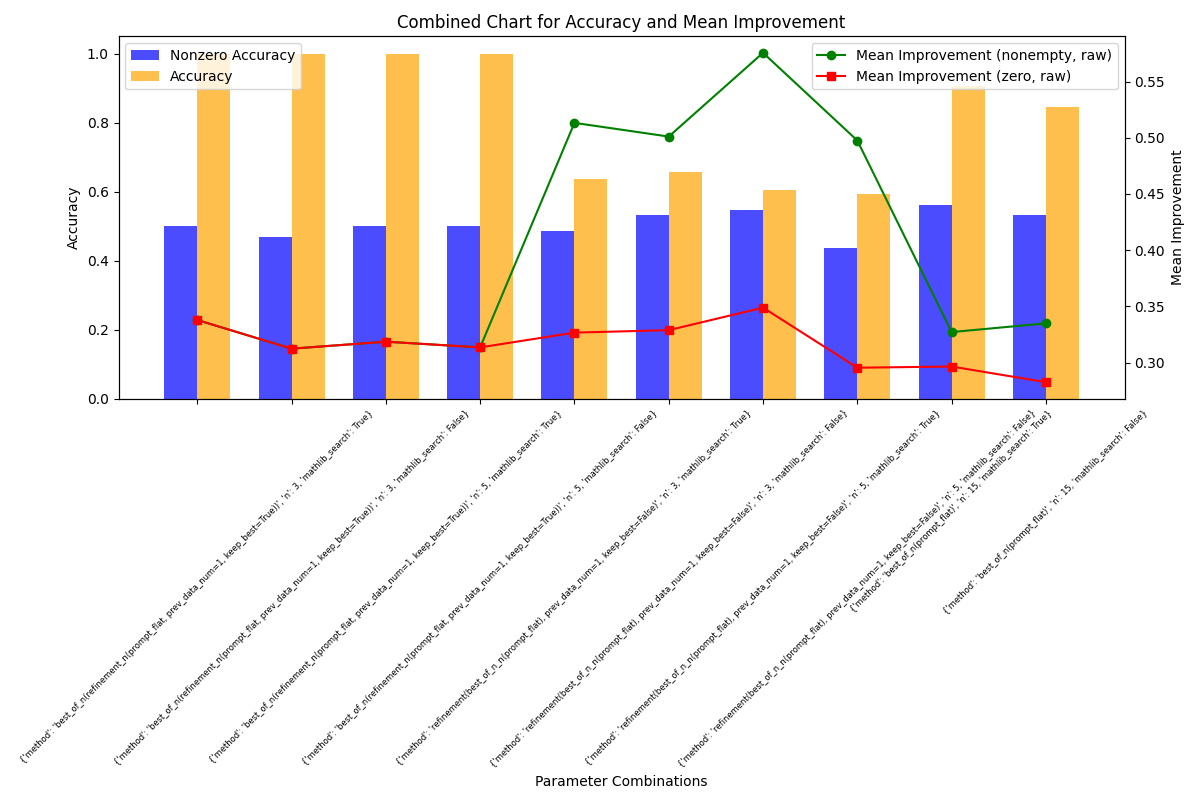 Combined Chart for Accuracy and Mean Improvement
Nonzero Accuracy
Accuracy
Mean Improvement (nonempty, raw)
Mean Improvement (zero, raw)
1.0
0.8
0.6
0.4
0.2
0.0
Accuracy
0.55
0.50
0.45
0.40
0.35
0.30
Mean Improvement
{'method': 'best_of_n(refinement_n(prompt_flat, prev_data_num=1, keep_best=True))', 'n': 3, 'mathlib_search': True}
{'method': 'best_of_n(refinement_n(prompt_flat, prev_data_num=1, keep_best=True))', 'n': 3, 'mathlib_search': False}
{'method': 'best_of_n(refinement_n(prompt_flat, prev_data_num=1, keep_best=True))', 'n': 5, 'mathlib_search': True}
{'method': 'best_of_n(refinement_n(prompt_flat, prev_data_num=1, keep_best=True))', 'n': 5, 'mathlib_search': False}
{'method': 'refinement(best_of_n_n(prompt_flat), prev_data_num=1, keep_best=False)', 'n': 3, 'mathlib_search': True}
{'method': 'refinement(best_of_n_n(prompt_flat), prev_data_num=1, keep_best=False)', 'n': 3, 'mathlib_search': False}
{'method': 'refinement(best_of_n_n(prompt_flat), prev_data_num=1, keep_best=False)', 'n': 5, 'mathlib_search': True}
{'method': 'refinement(best_of_n_n(prompt_flat), prev_data_num=1, keep_best=False)', 'n': 5, 'mathlib_search': False}
{'method': 'best_of_n(prompt_flat)', 'n': 15, 'mathlib_search': True}
{'method': 'best_of_n(prompt_flat)', 'n': 15, 'mathlib_search': False}
Parameter Combinations